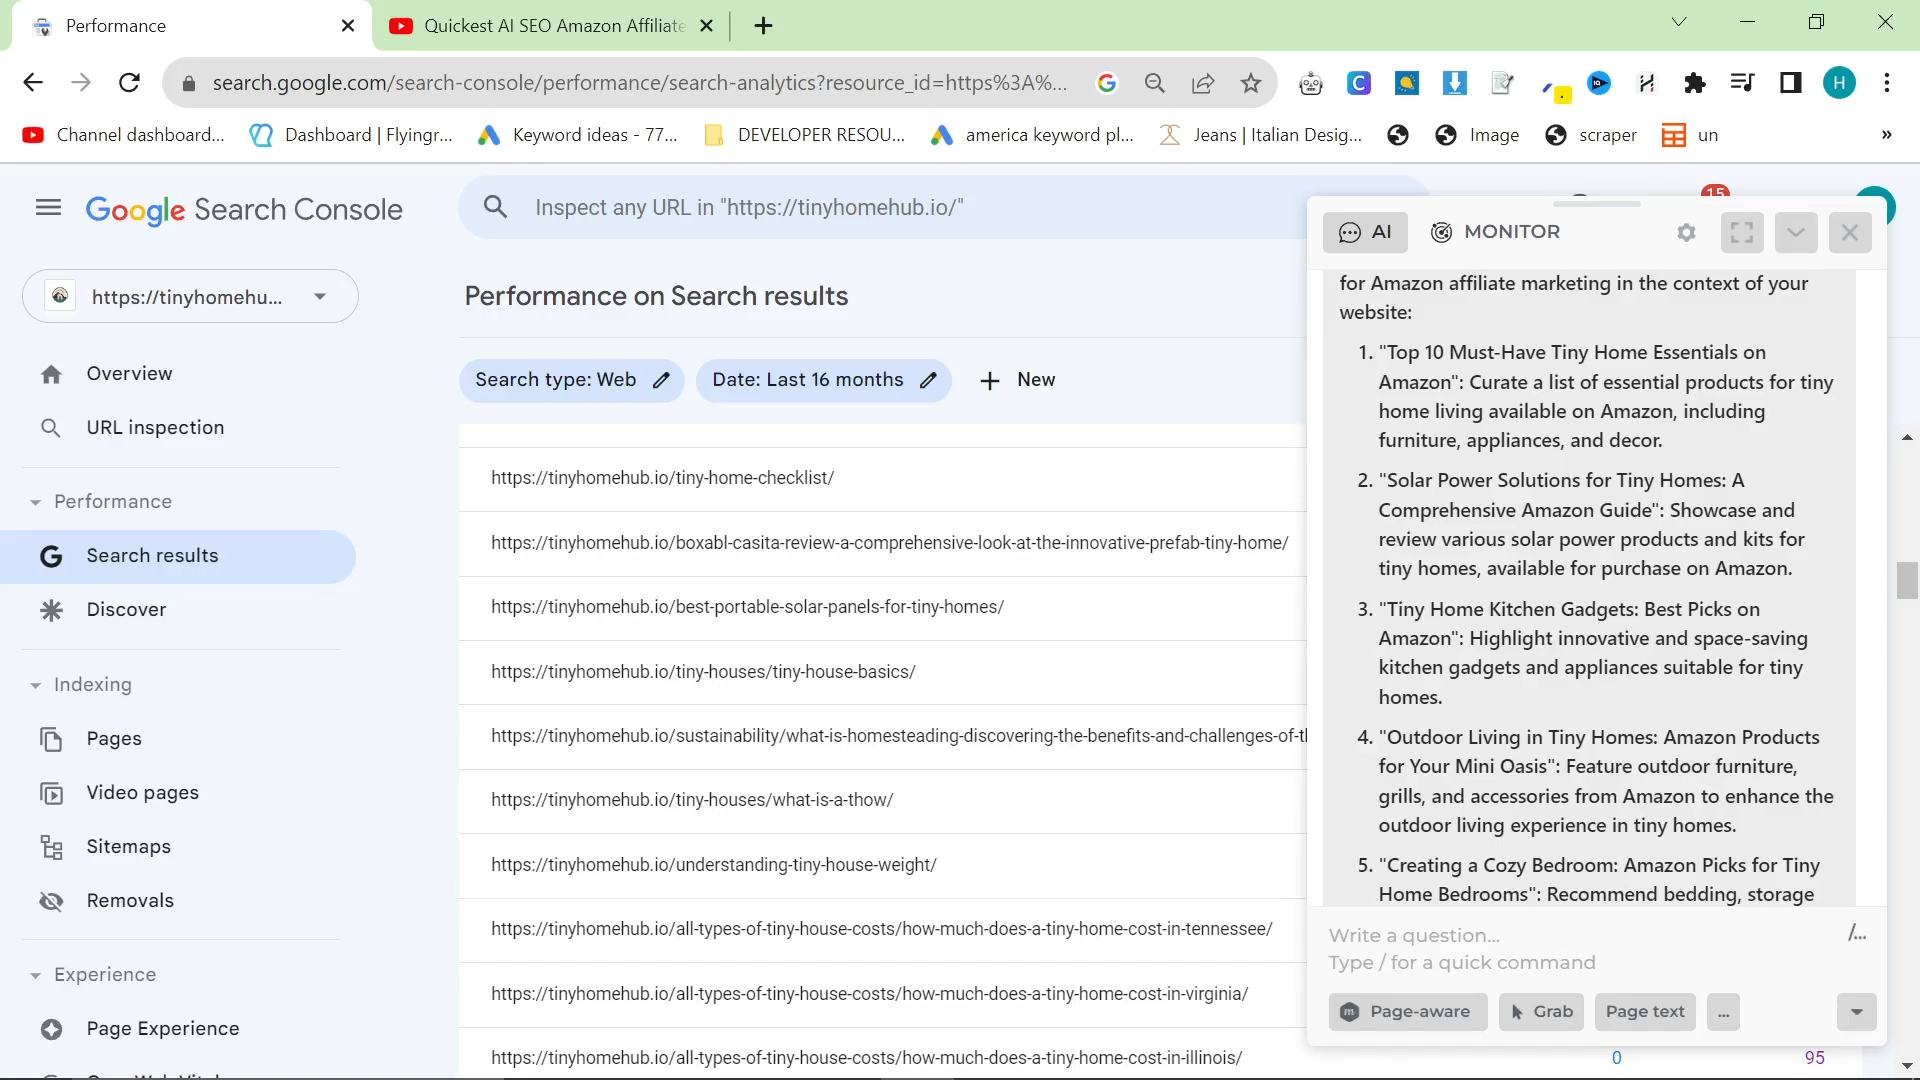 Performance
Quickest AI SEO Amazon Affiliate
search.google.com/search-console/performance/search-analytics?resource_id=https%3A%...
H
Channel dashboard...
Dashboard | Flyingr...
Keyword ideas - 77...
DEVELOPER RESOU...
america keyword pl...
Jeans | Italian Desig...
Image
scraper
un
»
Google Search Console
Inspect any URL in "https://tinyhomehub.io/"
15
https://tinyhomehu...
Overview
URL inspection
Performance
Search results
Discover
Indexing
Pages
Video pages
Sitemaps
Removals
Experience
Page Experience
Performance on Search results
Search type: Web
Date: Last 16 months
New
https://tinyhomehub.io/tiny-home-checklist/
https://tinyhomehub.io/boxabl-casita-review-a-comprehensive-look-at-the-innovative-prefab-tiny-home/
https://tinyhomehub.io/best-portable-solar-panels-for-tiny-homes/
https://tinyhomehub.io/tiny-houses/tiny-house-basics/
https://tinyhomehub.io/sustainability/what-is-homesteading-discovering-the-benefits-and-challenges-of-t
https://tinyhomehub.io/tiny-houses/what-is-a-thow/
https://tinyhomehub.io/understanding-tiny-house-weight/
https://tinyhomehub.io/all-types-of-tiny-house-costs/how-much-does-a-tiny-home-cost-in-tennessee/
https://tinyhomehub.io/all-types-of-tiny-house-costs/how-much-does-a-tiny-home-cost-in-virginia/
https://tinyhomehub.io/all-types-of-tiny-house-costs/how-much-does-a-tiny-home-cost-in-illinois/
0
95
AI
MONITOR
for Amazon affiliate marketing in the context of your
website:
1. "Top 10 Must-Have Tiny Home Essentials on
Amazon": Curate a list of essential products for tiny
home living available on Amazon, including
furniture, appliances, and decor.
2. "Solar Power Solutions for Tiny Homes: A
Comprehensive Amazon Guide": Showcase and
review various solar power products and kits for
tiny homes, available for purchase on Amazon.
3. "Tiny Home Kitchen Gadgets: Best Picks on
Amazon": Highlight innovative and space-saving
kitchen gadgets and appliances suitable for tiny
homes.
4. "Outdoor Living in Tiny Homes: Amazon Products
for Your Mini Oasis": Feature outdoor furniture,
grills, and accessories from Amazon to enhance the
outdoor living experience in tiny homes.
5. "Creating a Cozy Bedroom: Amazon Picks for Tiny
Home Bedrooms": Recommend bedding, storage
Write a question...
/...
Type / for a quick command
Page-aware
Grab
Page text
...